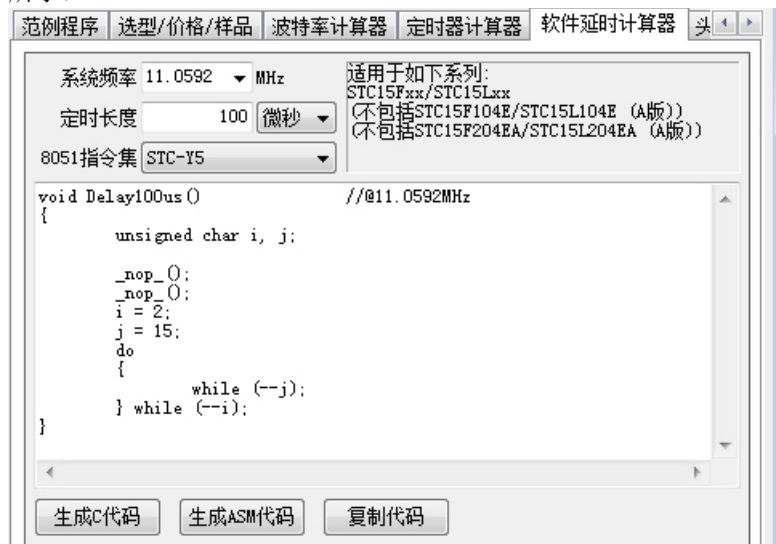 范例程序 选型/价格/样品 波特率计算器 定时器计算器 软件延时计算器 头
系统频率 11.0592 MHz
定时长度 100 微秒
8051指令集 STC-Y5
适用于如下系列:
STC15Fxx/STC15Lxx
(不包括STC15F104E/STC15L104E (A版))
(不包括STC15F204EA/STC15L204EA (A版))
void Delay100us() //@11.0592MHz
{
unsigned char i, j;
_nop_();
_nop_();
i = 2;
j = 15;
do
{
while (--j);
} while (--i);
}
生成C代码 生成ASM代码 复制代码